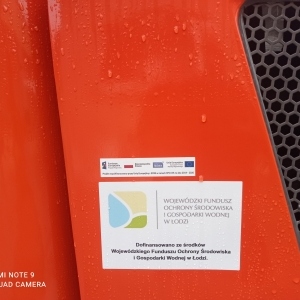 WOJEWÓDZKI FUNDUSZ
OCHRONY ŚRODOWISKA
I GOSPODARKI WODNEJ
W ŁODZI
Dofinansowano ze środków
Wojewódzkiego Funduszu Ochrony Środowiska
i Gospodarki Wodnej w Łodzi.
MI NOTE 9
UAD CAMERA